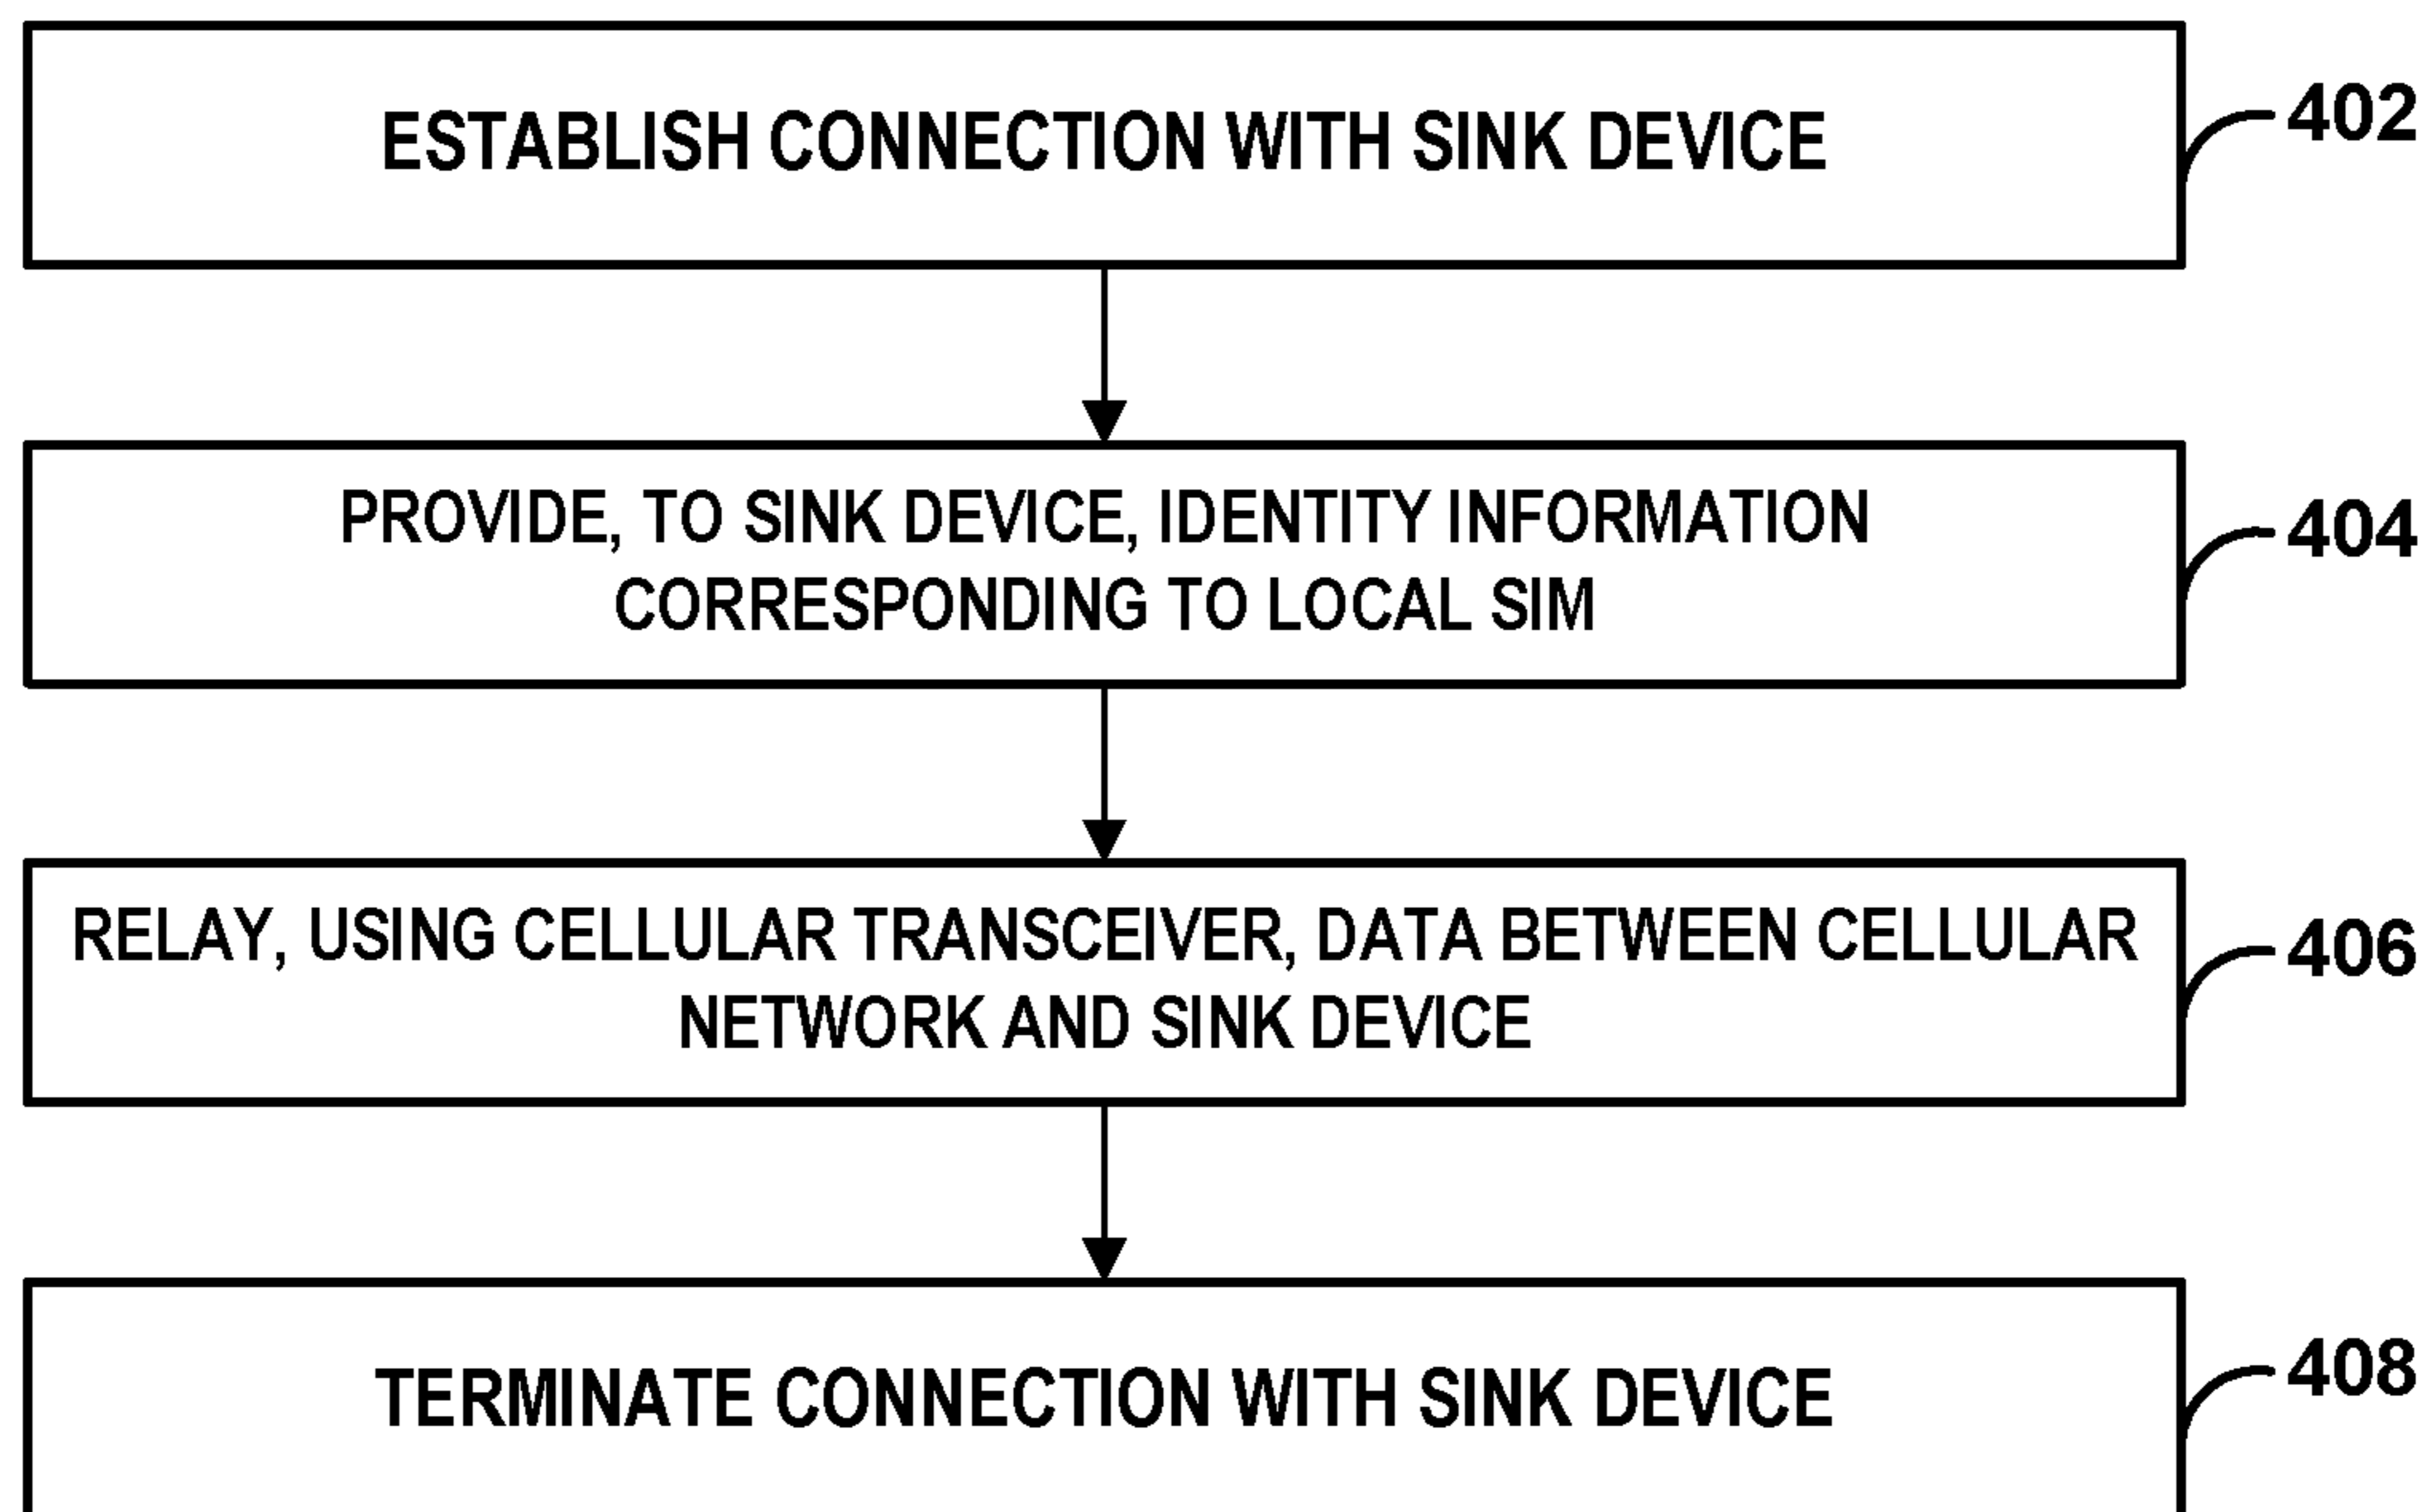 ESTABLISH CONNECTION WITH SINK DEVICE
402
PROVIDE, TO SINK DEVICE, IDENTITY INFORMATION
CORRESPONDING TO LOCAL SIM
404
RELAY, USING CELLULAR TRANSCEIVER, DATA BETWEEN CELLULAR
NETWORK AND SINK DEVICE
406
TERMINATE CONNECTION WITH SINK DEVICE
408